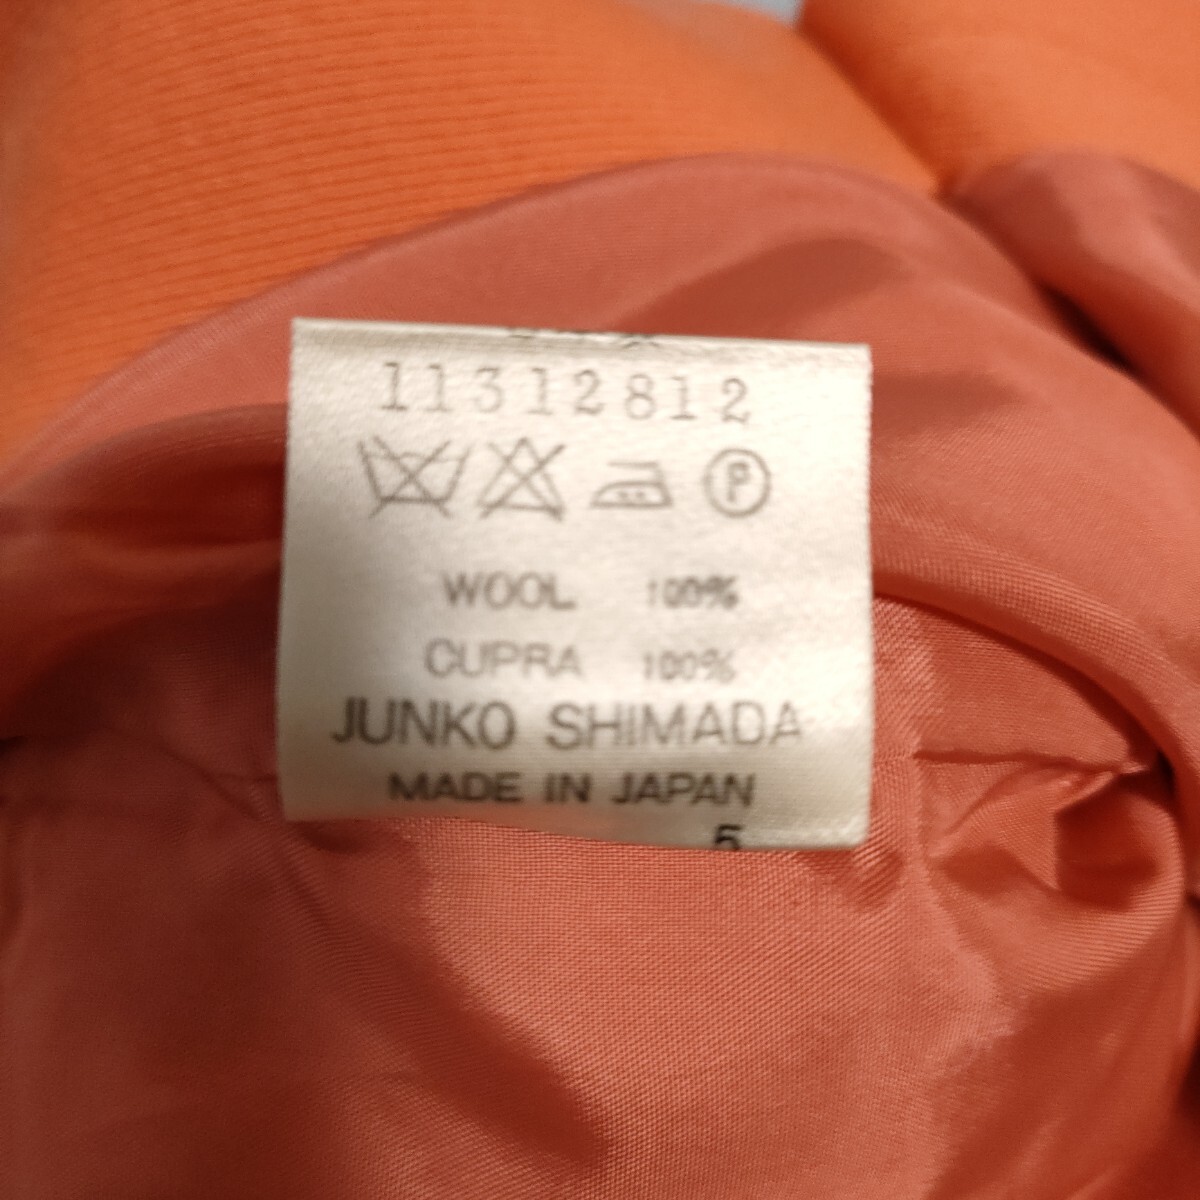 11312812
P
WOOL 100%
CUPRA 100%
JUNKO SHIMADA
MADE IN JAPAN
5